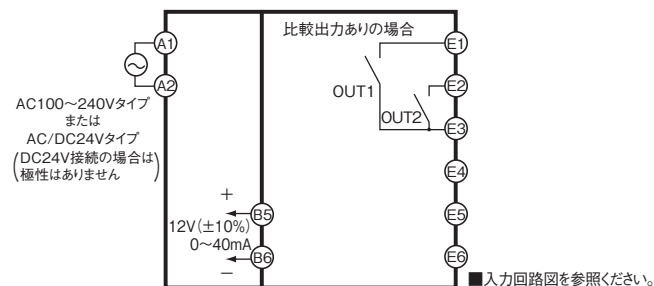 比較出力ありの場合
A1
A2
AC100～240Vタイプ
または
AC/DC24Vタイプ
(DC24V接続の場合は
極性はありません)
OUT1
OUT2
E1
E2
E3
E4
E5
E6
+
12V(±10%)
0～40mA
−
B5
B6
■入力回路図を参照ください。